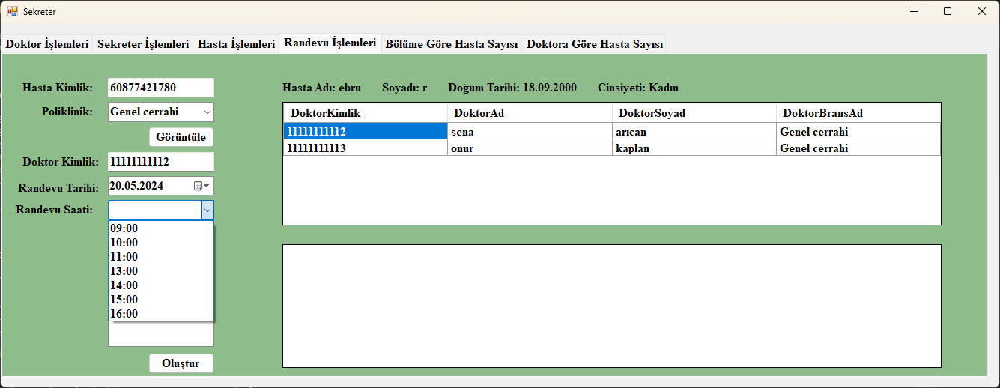 Sekreter
Doktor İşlemleri Sekreter İşlemleri Hasta İşlemleri Randevu İşlemleri Bölüme Göre Hasta Sayısı Doktora Göre Hasta Sayısı
Hasta Kimlik: 60877421780
Poliklinik: Genel cerrahi
Görüntüle
Doktor Kimlik: 11111111112
Randevu Tarihi: 20.05.2024
Randevu Saati:
09:00
10:00
11:00
13:00
14:00
15:00
16:00
Oluştur
Hasta Adı: ebru Soyadı: r Doğum Tarihi: 18.09.2000 Cinsiyeti: Kadın
DoktorKimlik DoktorAd DoktorSoyad DoktorBransAd
11111111112 sena arıcan Genel cerrahi
11111111113 onur kaplan Genel cerrahi